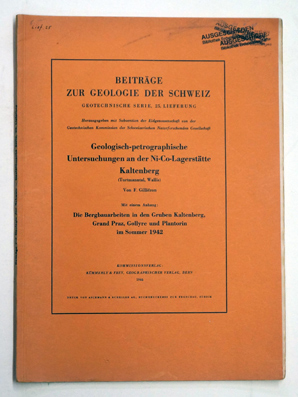 BEITRÄGE
ZUR GEOLOGIE DER SCHWEIZ
GEOTECHNISCHE SERIE, LIEFERUNG
Herausgegeben mit Subvention der Eidgenossenschaft von der
Geotechnischen Kommission der Schweizerischen Naturforschenden Gesellschaft
Geologisch-petrographische
Untersuchungen an der Ni-Co-Lagerstätte
Kaltenberg
(Turtmanntal, Wallis)
Von F. Gilliéron
Mit einem Anhang:
Die Bergbauarbeiten in den Gruben Kaltenberg,
Grand Praz, Gollyre und Plantorin
im Sommer 1942
KOMMISSIONSVERLAG:
KÜMMERLY & FREY, GEOGRAPHISCHER VERLAG, BERN
AUSGESCHIEDEN